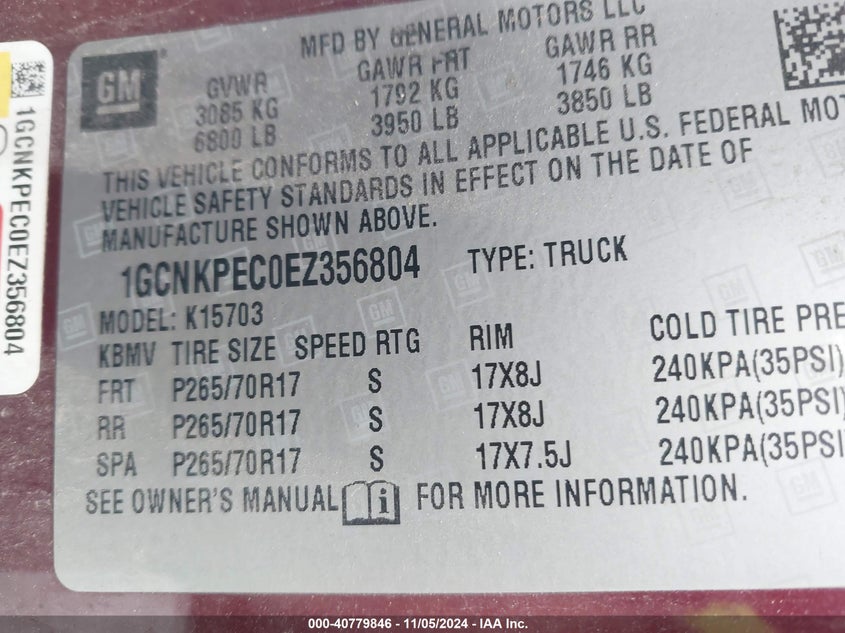 MFD BY GENERAL MOTORS LLC
GM
GVWR GAWR FRT GAWR RR
3085 KG 1792 KG 1746 KG
6800 LB 3950 LB 3850 LB
THIS VEHICLE CONFORMS TO ALL APPLICABLE U.S. FEDERAL MOT
VEHICLE SAFETY STANDARDS IN EFFECT ON THE DATE OF
MANUFACTURE SHOWN ABOVE.
1GCNKPEC0EZ356804 TYPE: TRUCK
MODEL: K15703
KBMV TIRE SIZE SPEED RTG RIM COLD TIRE PRE
FRT P265/70R17 S 17X8J 240KPA(35PSI)
RR P265/70R17 S 17X8J 240KPA(35PSI)
SPA P265/70R17 S 17X7.5J 240KPA(35PSI
SEE OWNER'S MANUAL i FOR MORE INFORMATION.
1GCNKPEC0EZ356804
000-40779846 - 11/05/2024 - IAA Inc.